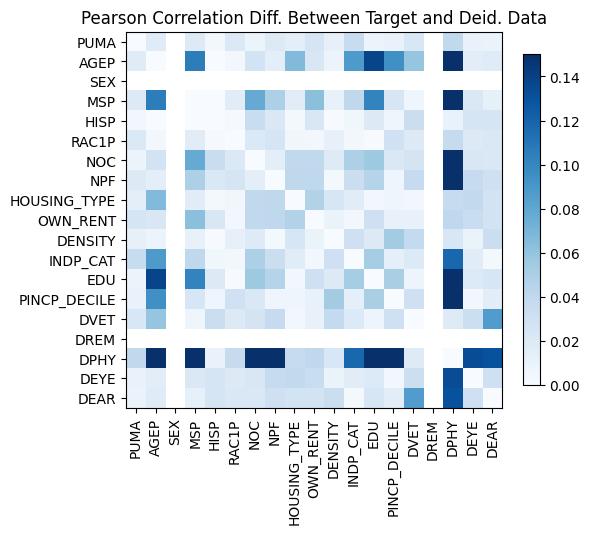 Pearson Correlation Diff. Between Target and Deid. Data
PUMA
AGEP
SEX
MSP
HISP
RAC1P
NOC
NPF
HOUSING_TYPE
OWN_RENT
DENSITY
INDP_CAT
EDU
PINCP_DECILE
DVET
DREM
DPHY
DEYE
DEAR
PUMA
AGEP
SEX
MSP
HISP
RAC1P
NOC
NPF
HOUSING_TYPE
OWN_RENT
DENSITY
INDP_CAT
EDU
PINCP_DECILE
DVET
DREM
DPHY
DEYE
DEAR
0.14
0.12
0.10
0.08
0.06
0.04
0.02
0.00